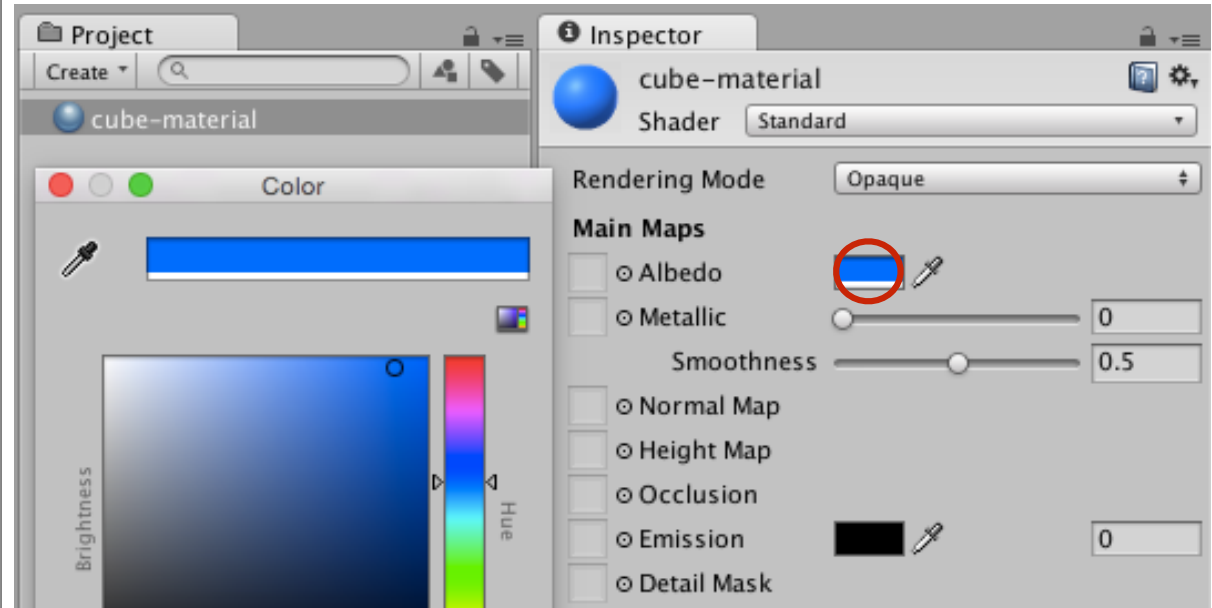 Project
Create
cube-material
Color
Brightness
Hue
Inspector
cube-material
Shader Standard
Rendering Mode Opaque
Main Maps
Albedo
Metallic 0
Smoothness 0.5
Normal Map
Height Map
Occlusion
Emission 0
Detail Mask